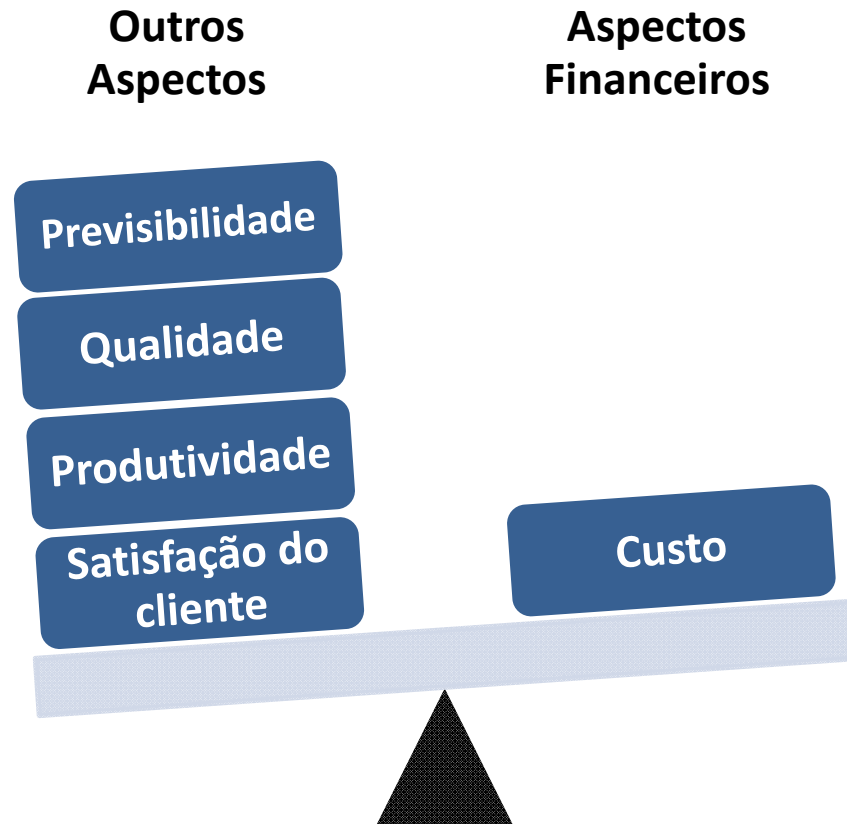 Outros
Aspectos
Aspectos
Financeiros
Previsibilidade
Qualidade
Produtividade
Satisfação do
cliente
Custo